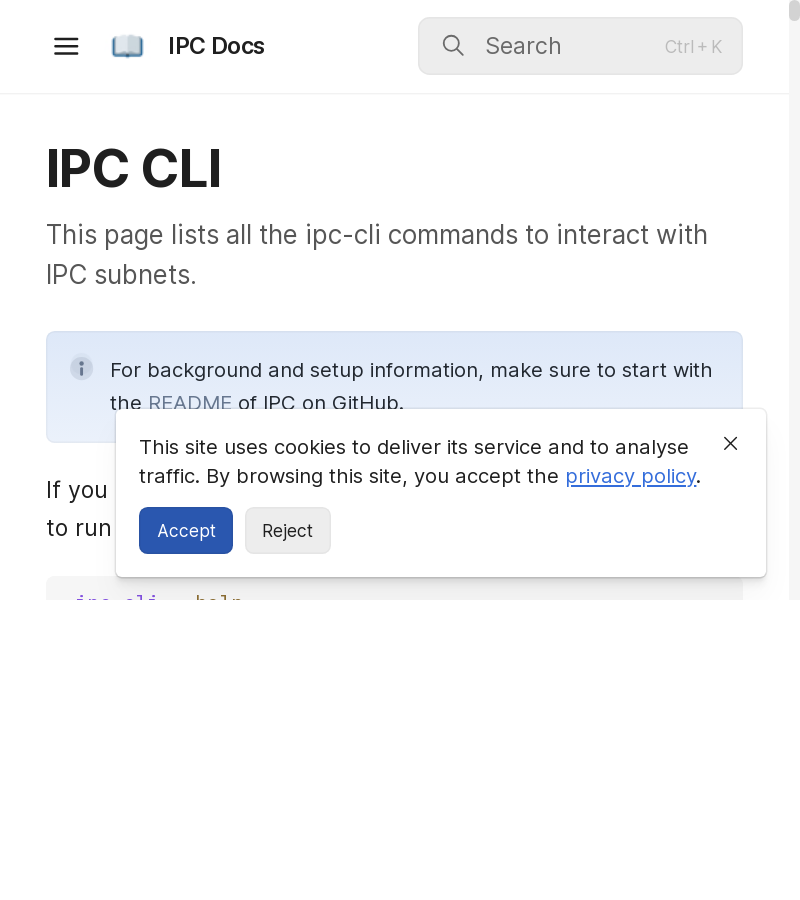 IPC Docs
Search
Ctrl + K
IPC CLI
This page lists all the ipc-cli commands to interact with
IPC subnets.
For background and setup information, make sure to start with
the README of IPC on GitHub.
This site uses cookies to deliver its service and to analyse
traffic. By browsing this site, you accept the privacy policy.
Accept
Reject
If you
to run
ipc-cli --help